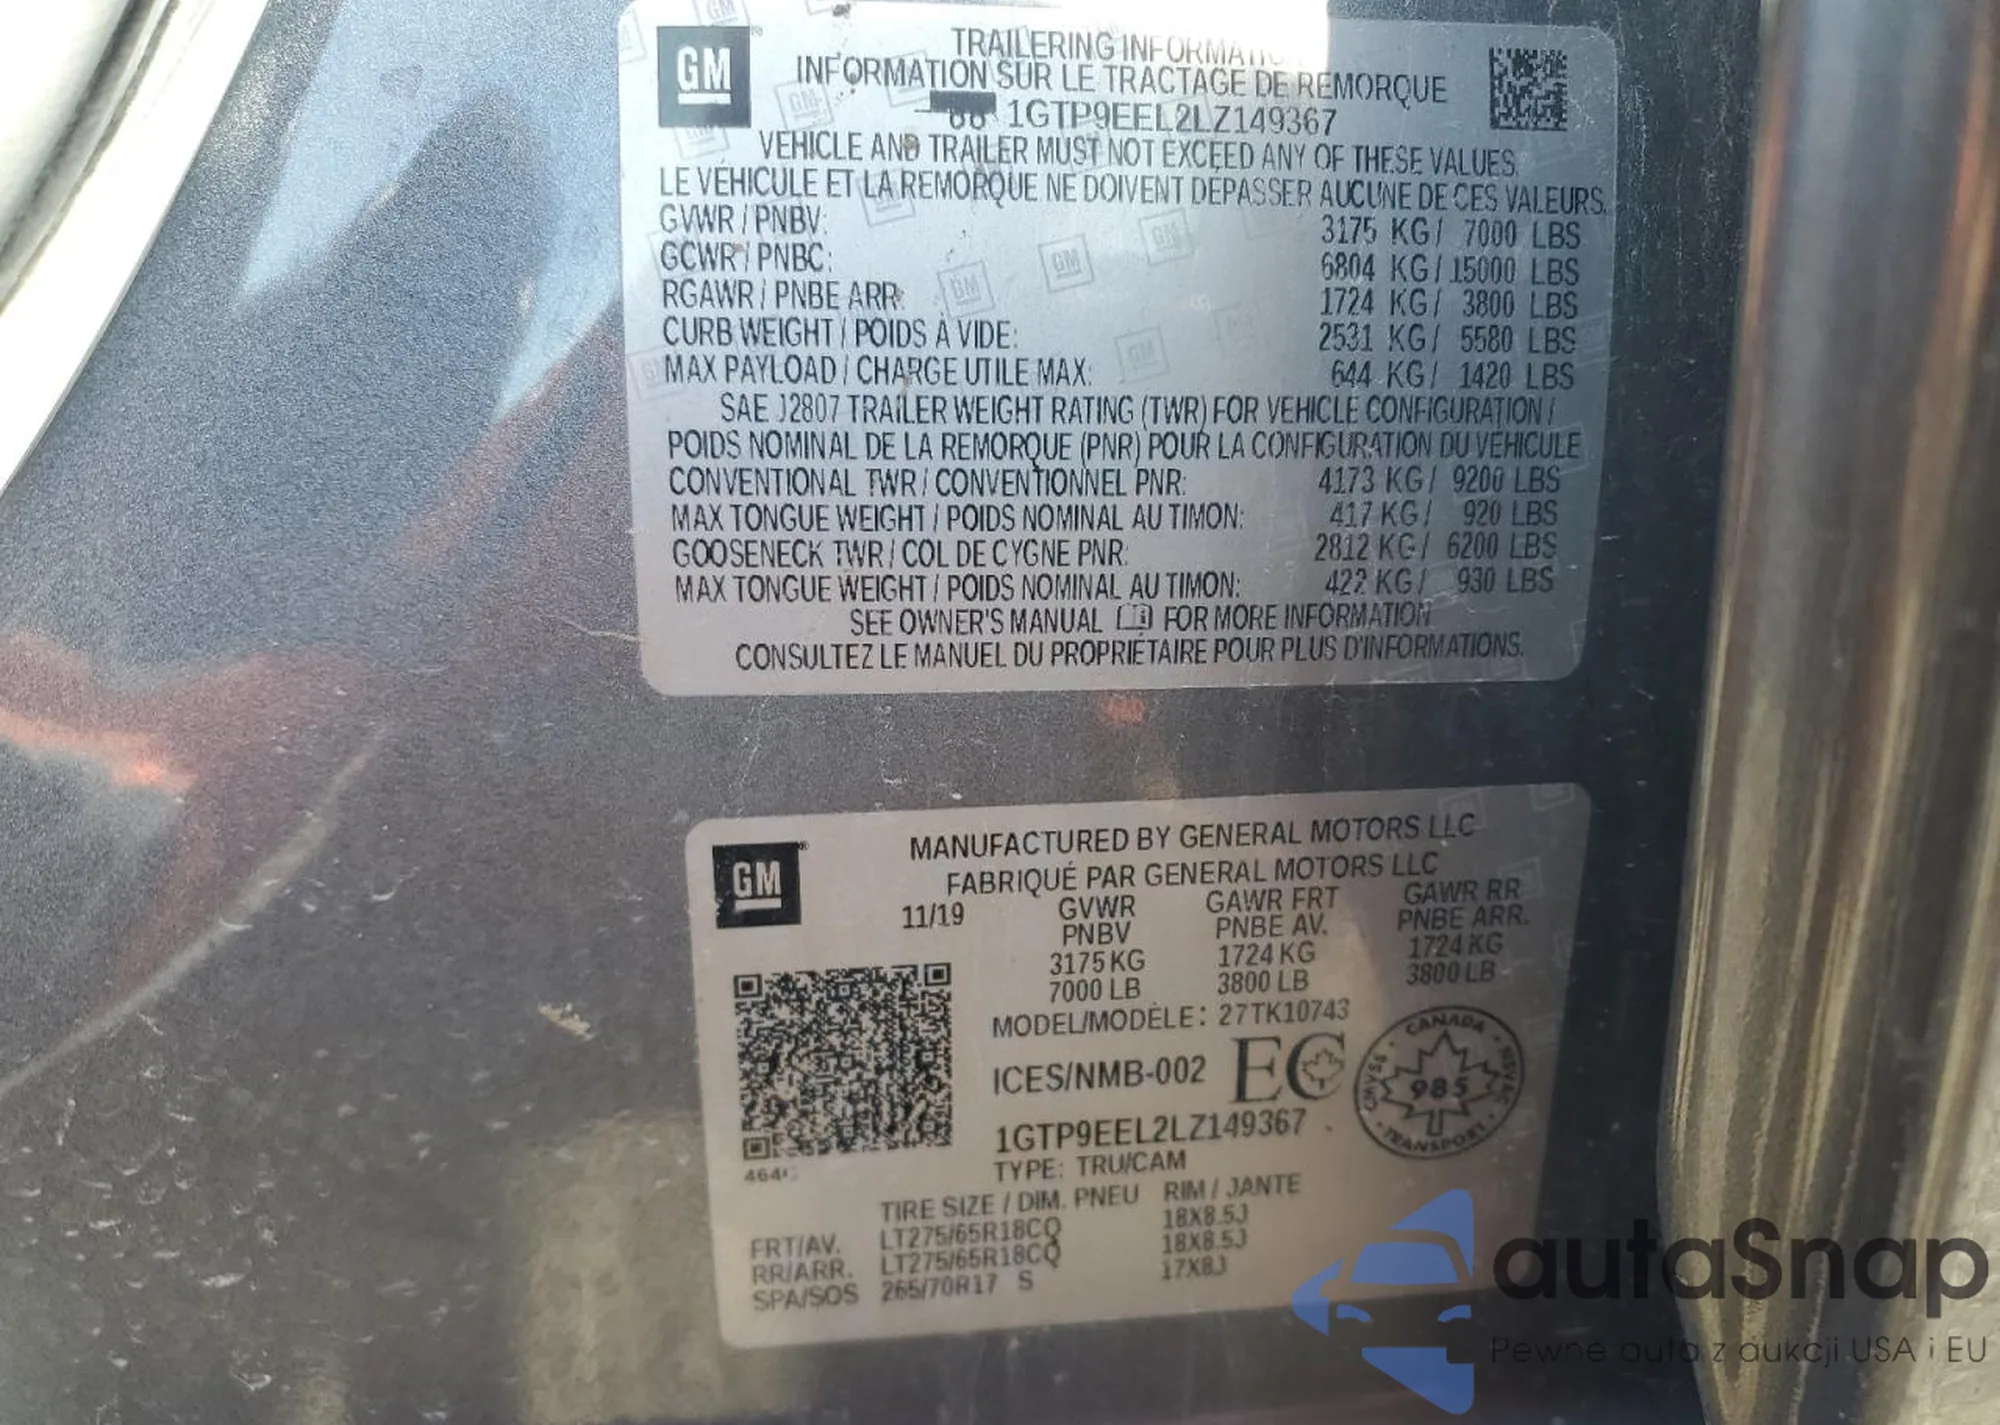 GM
TRAILERING INFORMATION
INFORMATION SUR LE TRACTAGE DE REMORQUE
1GTP9EEL2LZ149367
VEHICLE AND TRAILER MUST NOT EXCEED ANY OF THESE VALUES.
LE VÉHICULE ET LA REMORQUE NE DOIVENT DÉPASSER AUCUNE DE CES VALEURS.
GVWR / PNBV: 3175 KG / 7000 LBS
GCWR / PNBC: 6804 KG / 15000 LBS
RGAWR / PNBE ARR: 1724 KG / 3800 LBS
CURB WEIGHT / POIDS À VIDE: 2531 KG / 5580 LBS
MAX PAYLOAD / CHARGE UTILE MAX: 644 KG / 1420 LBS
SAE J2807 TRAILER WEIGHT RATING (TWR) FOR VEHICLE CONFIGURATION /
POIDS NOMINAL DE LA REMORQUE (PNR) POUR LA CONFIGURATION DU VÉHICULE
CONVENTIONAL TWR / CONVENTIONNEL PNR: 4173 KG / 9200 LBS
MAX TONGUE WEIGHT / POIDS NOMINAL AU TIMON: 417 KG / 920 LBS
GOOSENECK TWR / COL DE CYGNE PNR: 2812 KG / 6200 LBS
MAX TONGUE WEIGHT / POIDS NOMINAL AU TIMON: 422 KG / 930 LBS
SEE OWNER'S MANUAL FOR MORE INFORMATION
CONSULTEZ LE MANUEL DU PROPRIÉTAIRE POUR PLUS D'INFORMATIONS.
GM
MANUFACTURED BY GENERAL MOTORS LLC
FABRIQUÉ PAR GENERAL MOTORS LLC
11/19 GVWR GAWR FRT GAWR RR
PNBV PNBE AV. PNBE ARR.
3175 KG 1724 KG 1724 KG
7000 LB 3800 LB 3800 LB
MODEL/MODÈLE: 27TK10743
ICES/NMB-002 EC
CANADA
CMVSS NSVAC
985
TRANSPORT
1GTP9EEL2LZ149367
TYPE: TRU/CAM
TIRE SIZE / DIM. PNEU RIM / JANTE
FRT/AV. LT275/65R18CQ 18X8.5J
RR/ARR. LT275/65R18CQ 18X8.5J
SPA/SOS 265/70R17 S 17X8J
autaSnap
Pewne auta z aukcji USA i EU